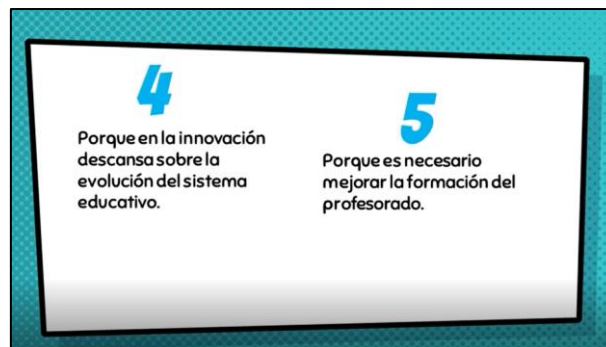 4
Porque en la innovación
descansa sobre la
evolución del sistema
educativo.
5
Porque es necesario
mejorar la formación del
profesorado.